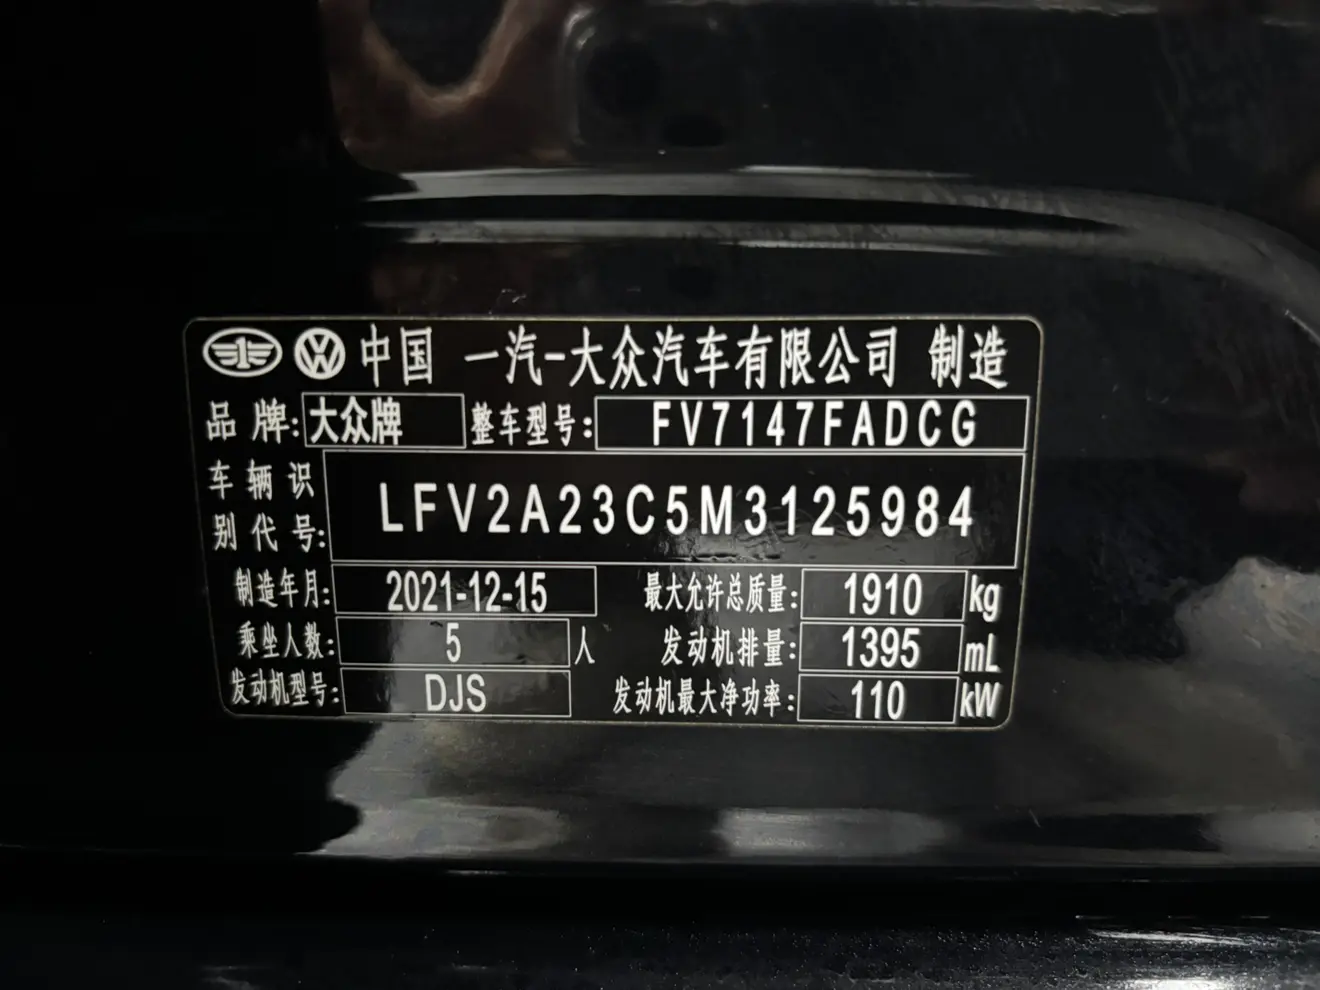 中国 一汽-大众汽车有限公司 制造
品 牌: 大众牌 整车型号: FV7147FADCG
车 辆 识
别 代 号: LFV2A23C5M3125984
制造年月: 2021-12-15 最大允许总质量: 1910 kg
乘坐人数: 5 人 发动机排量: 1395 mL
发动机型号: DJS 发动机最大净功率: 110 kW